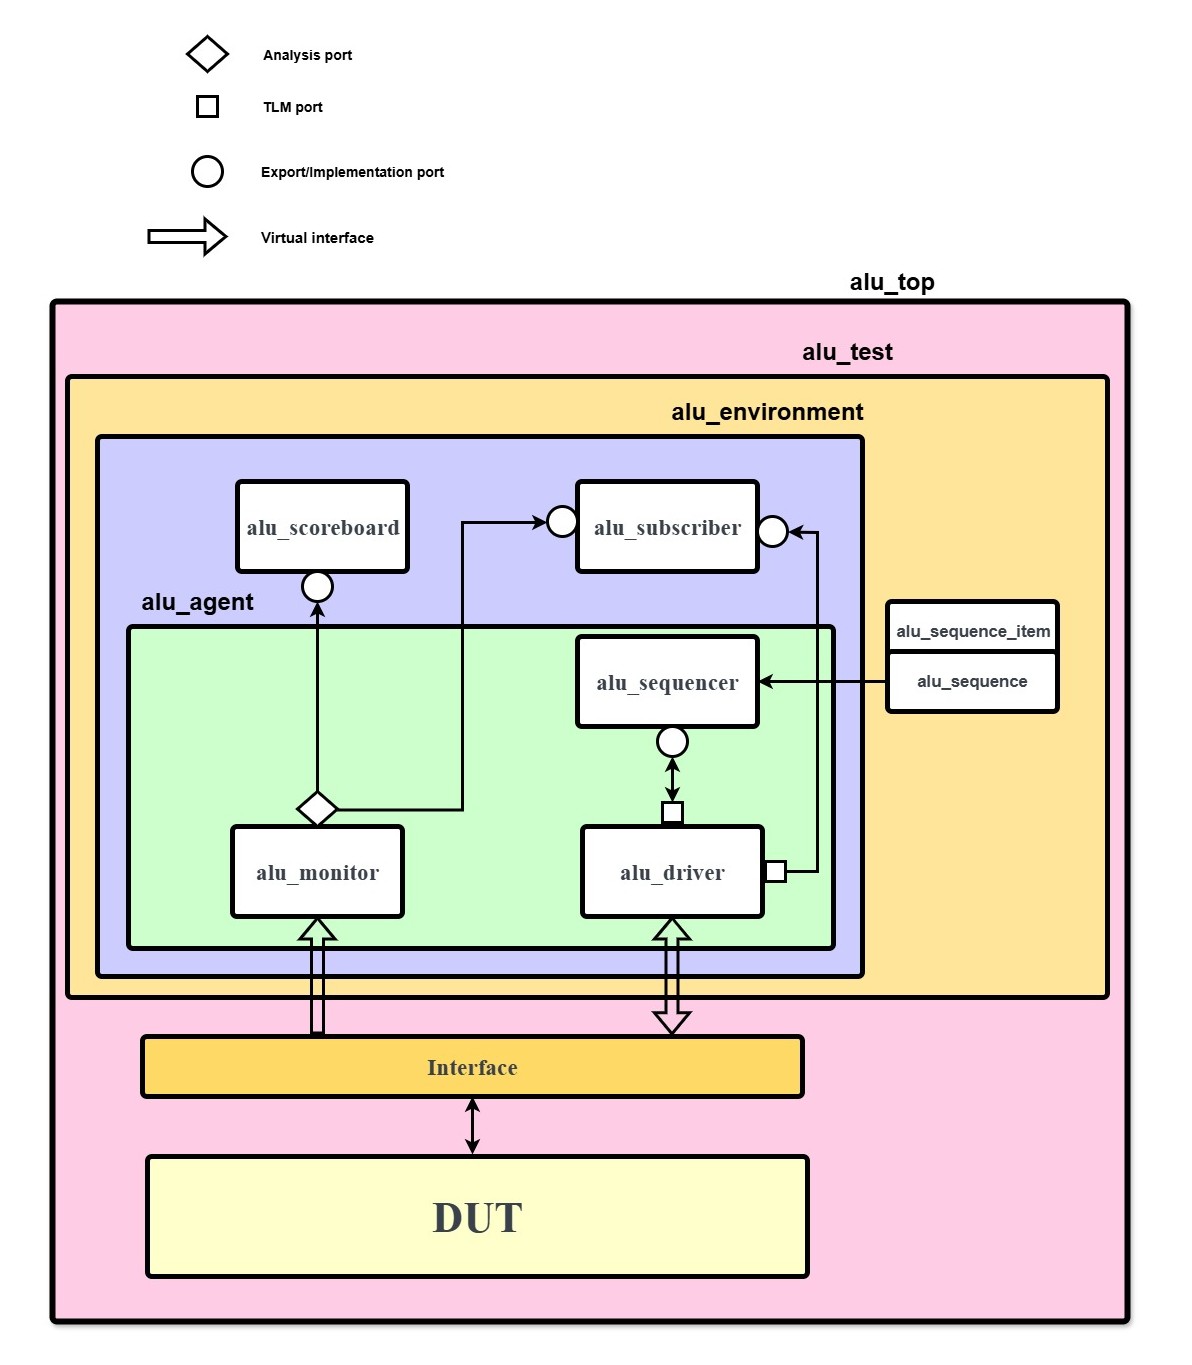 Analysis port
TLM port
Export/Implementation port
Virtual interface
alu_top
alu_test
alu_environment
alu_scoreboard
alu_subscriber
alu_agent
alu_sequence_item
alu_sequencer
alu_sequence
alu_monitor
alu_driver
Interface
DUT